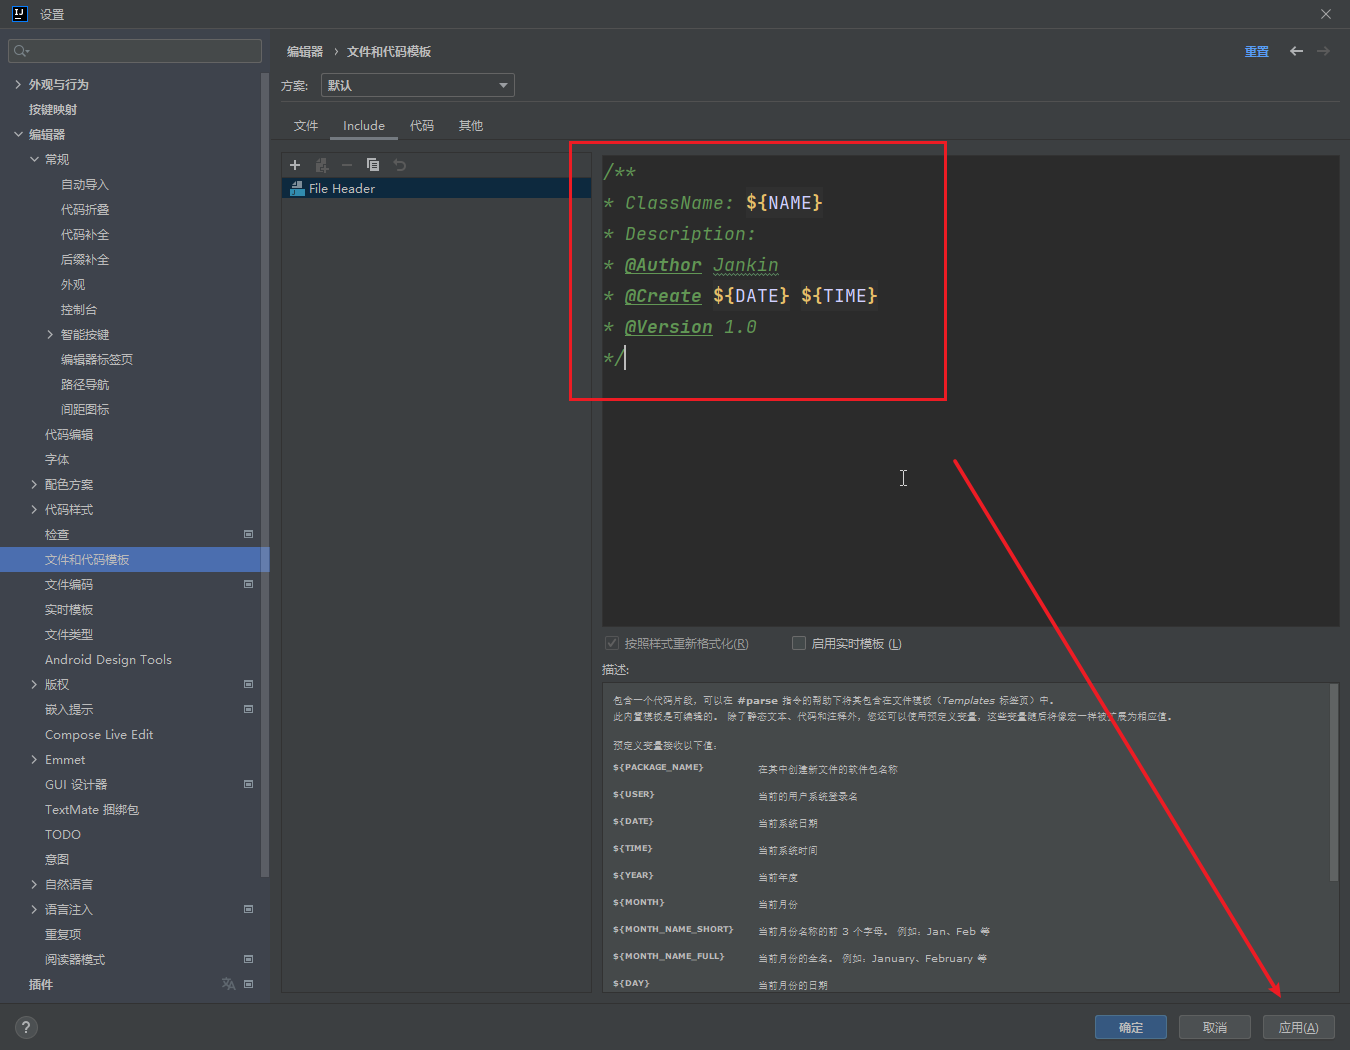 设置
外观与行为
按键映射
编辑器
常规
自动导入
代码折叠
代码补全
后缀补全
外观
控制台
智能按键
编辑器标签页
路径导航
间距图标
代码编辑
字体
配色方案
代码样式
检查
文件和代码模板
文件编码
实时模板
文件类型
Android Design Tools
版权
嵌入提示
Compose Live Edit
Emmet
GUI 设计器
TextMate 捆绑包
TODO
意图
自然语言
语言注入
重复项
阅读器模式
插件
编辑器 › 文件和代码模板
重置
方案: 默认
文件 Include 代码 其他
File Header
/**
* ClassName: ${NAME}
* Description:
* @Author Jankin
* @Create ${DATE} ${TIME}
* @Version 1.0
*/
按照样式重新格式化(R) 启用实时模板 (L)
描述:
包含一个代码片段，可以在 #parse 指令的帮助下将其包含在文件模板（Templates 标签页）中。
此内置模板是可编辑的。 除了静态文本、代码和注释外，您还可以使用预定义变量，这些变量随后将像宏一样被扩展为相应值。
预定义变量接收以下值：
${PACKAGE_NAME} 在其中创建新文件的软件包名称
${USER} 当前的用户系统登录名
${DATE} 当前系统日期
${TIME} 当前系统时间
${YEAR} 当前年度
${MONTH} 当前月份
${MONTH_NAME_SHORT} 当前月份名称的前 3 个字母。 例如：Jan、Feb 等
${MONTH_NAME_FULL} 当前月份的全名。 例如：January、February 等
${DAY} 当前月份的日期
? 确定 取消 应用(A)